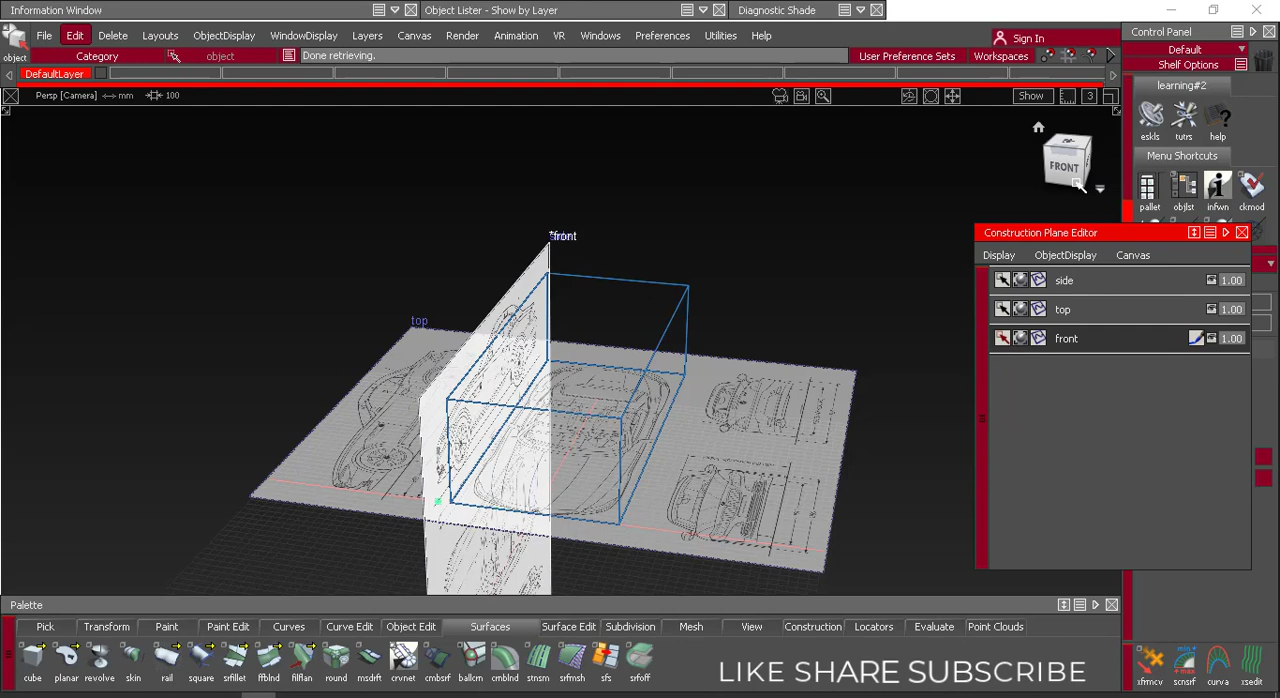 Information Window
Object Lister - Show by Layer
Diagnostic Shade
File Edit Delete Layouts ObjectDisplay WindowDisplay Layers Canvas Render Animation VR Windows Preferences Utilities Help
Sign In
Control Panel
Default
Shelf Options
object
Category
object
Done retrieving.
User Preference Sets
Workspaces
DefaultLayer
learning#2
Persp [Camera] mm 100
Show
3
eskls tutrs help
Menu Shortcuts
FRONT
pallet objlst infwn ckmod
*front
top
Construction Plane Editor
Display ObjectDisplay Canvas
side 1.00
top 1.00
front 1.00
Palette
Pick Transform Paint Paint Edit Curves Curve Edit Object Edit Surfaces Surface Edit Subdivision Mesh View Construction Locators Evaluate Point Clouds
cube planar revolve skin rail square srfillet ffblnd filflan round msdrft crvnet cmbsrf ballcrn cnblnd stnsm srfmsh sfs srfoff
LIKE SHARE SUBSCRIBE
xfrmcv scnsrf curva xsedit